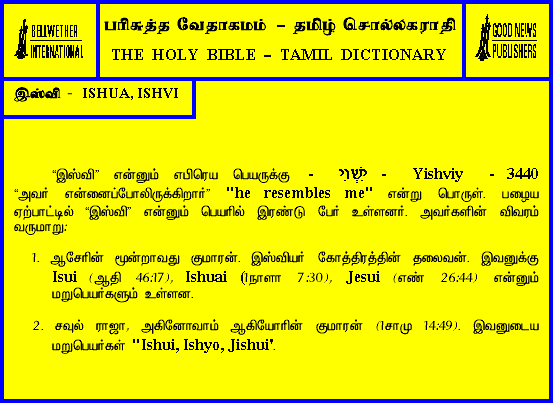 BELLWETHER
INTERNATIONAL
பரிசுத்த வேதாகமம் – தமிழ் சொல்லகராதி
THE HOLY BIBLE – TAMIL DICTIONARY
GOOD NEWS
PUBLISHERS
இஸ்வி - ISHUA, ISHVI
“இஸ்வி” என்னும் எபிரெய பெயருக்கு - יִשְׁוִי - Yishviy - 3440
“அவர் என்னைப்போலிருக்கிறார்” "he resembles me" என்று பொருள். பழைய
ஏற்பாட்டில் “இஸ்வி” என்னும் பெயரில் இரண்டு பேர் உள்ளனர். அவர்களின் விவரம்
வருமாறு:
1. ஆசேரின் மூன்றாவது குமாரன். இஸ்வியர் கோத்திரத்தின் தலைவன். இவனுக்கு
Isui (ஆதி 46:17), Ishuai (1நாளா 7:30), Jesui (எண் 26:44) என்னும்
மறுபெயர்களும் உள்ளன.
2. சவுல் ராஜா, அகினோவாம் ஆகியோரின் குமாரன் (1சாமு 14:49). இவனுடைய
மறுபெயர்கள் "Ishui, Ishyo, Jishui".